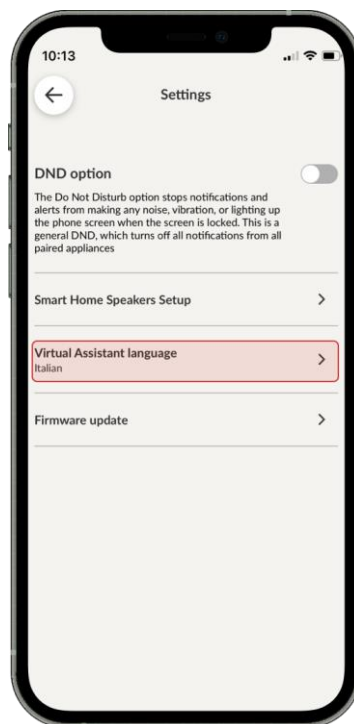 10:13
Settings
DND option
The Do Not Disturb option stops notifications and
alerts from making any noise, vibration, or lighting up
the phone screen when the screen is locked. This is a
general DND, which turns off all notifications from all
paired appliances
Smart Home Speakers Setup
Virtual Assistant language
Italian
Firmware update